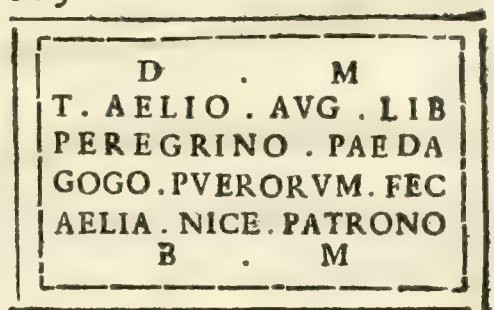 D . M
T. AELIO . AVG . LIB
PEREGRINO . PAEDA
GOGO . PVERORVM . FEC
AELIA . NICE . PATRONO
B . M